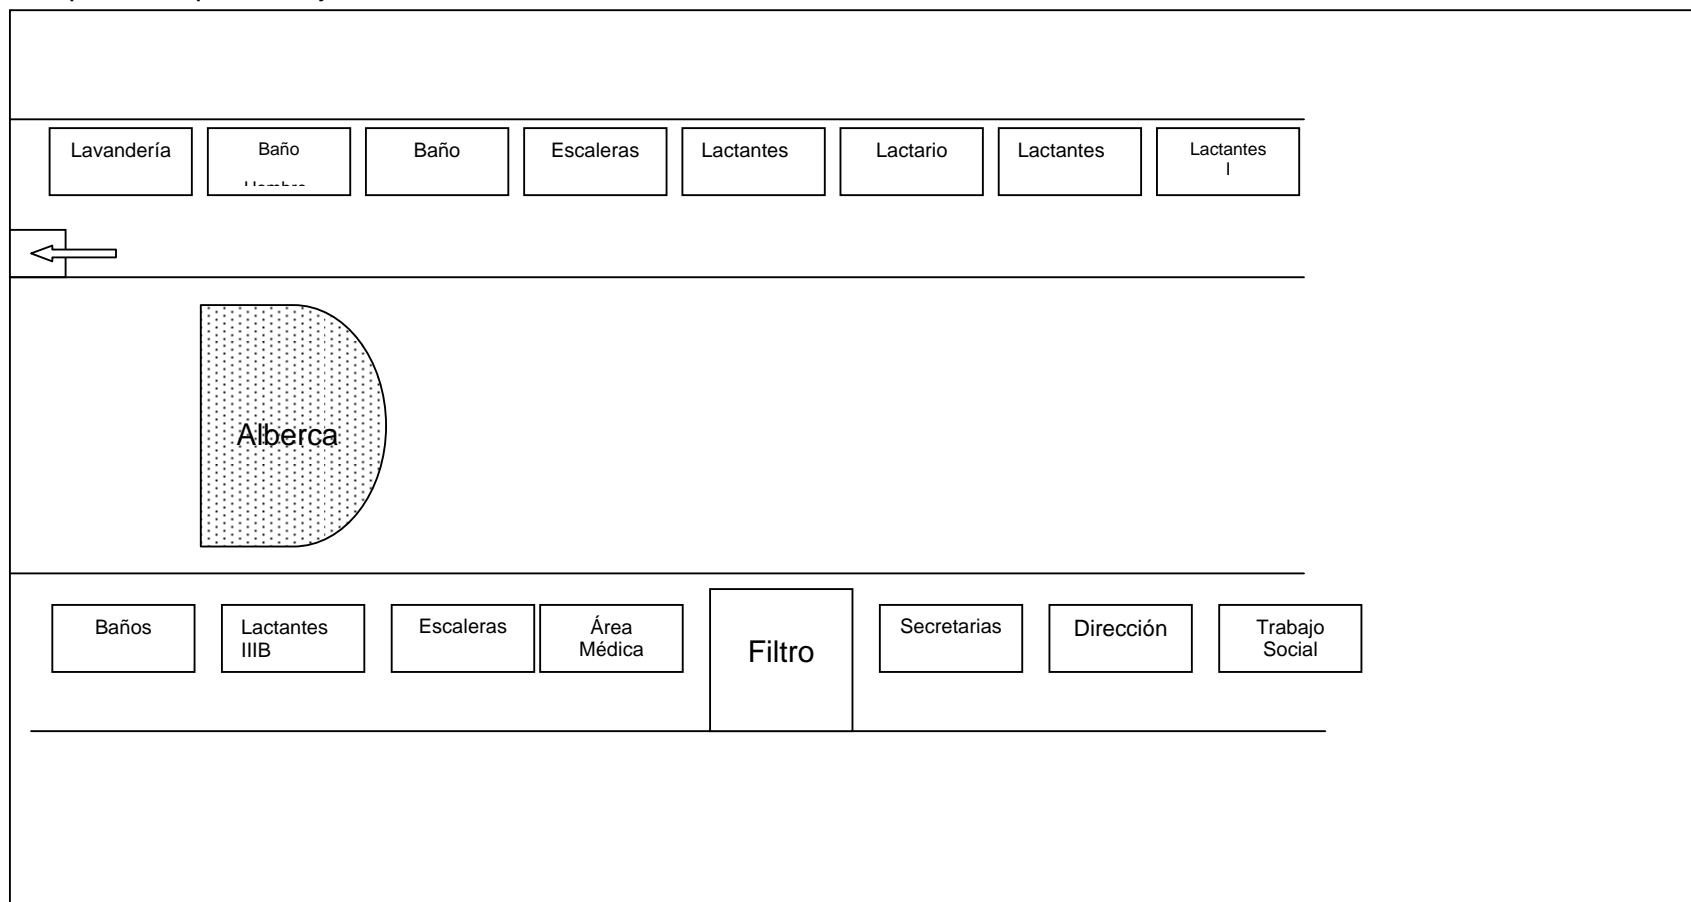 Lavandería
Baño
Baño
Escaleras
Lactantes
Lactario
Lactantes
Lactantes
I
Alberca
Baños
Lactantes
IIIB
Escaleras
Área
Médica
Filtro
Secretarias
Dirección
Trabajo
Social